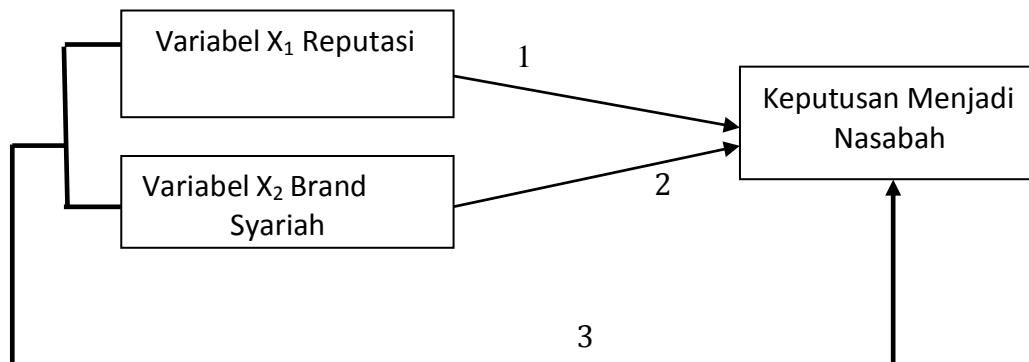 Variabel X₁ Reputasi
1
Keputusan Menjadi
Nasabah
Variabel X₂ Brand
Syariah
2
3